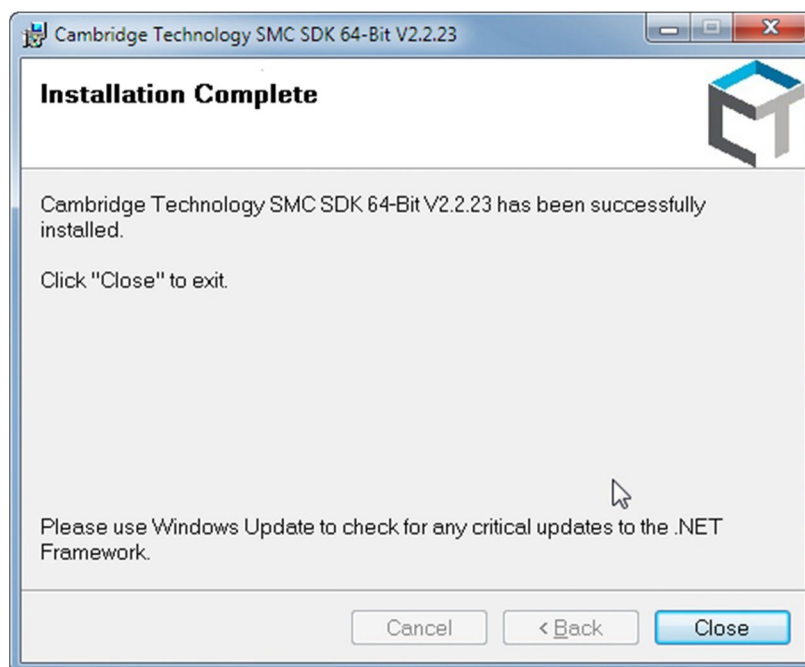 Cambridge Technology SMC SDK 64-Bit V2.2.23
Installation Complete
CT
Cambridge Technology SMC SDK 64-Bit V2.2.23 has been successfully
installed.
Click "Close" to exit.
Please use Windows Update to check for any critical updates to the .NET
Framework.
Cancel
< Back
Close